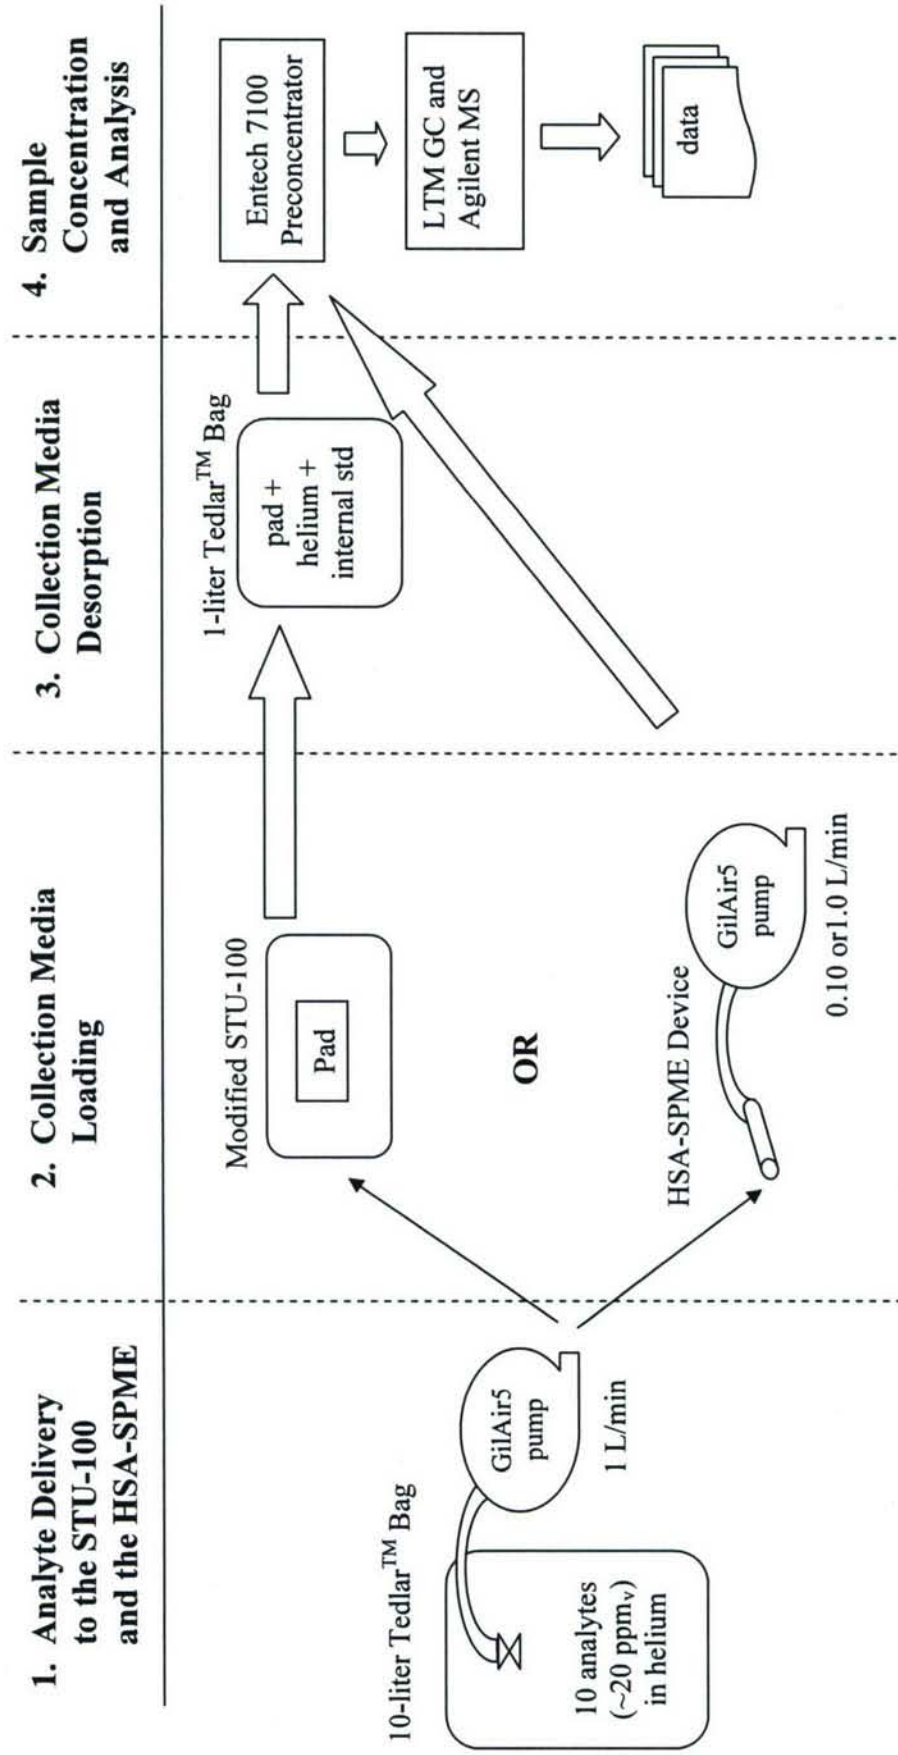 1. Analyte Delivery
to the STU-100
and the HSA-SPME
2. Collection Media
Loading
3. Collection Media
Desorption
4. Sample
Concentration
and Analysis
10-liter Tedlar™ Bag
10 analytes
(~20 ppmᵥ)
in helium
GilAir5
pump
1 L/min
Modified STU-100
Pad
OR
HSA-SPME Device
GilAir5
pump
0.10 or1.0 L/min
1-liter Tedlar™ Bag
pad +
helium +
internal std
Entech 7100
Preconcentrator
LTM GC and
Agilent MS
data